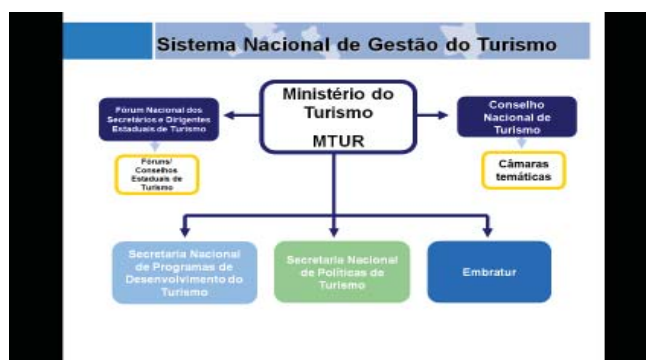 Sistema Nacional de Gestão do Turismo
Ministério do
Turismo
MTUR
Fórum Nacional dos
Secretários e Dirigentes
Estaduais de Turismo
Conselho
Nacional de
Turismo
Fóruns/
Conselhos
Estaduais de
Turismo
Câmaras
temáticas
Secretaria Nacional
de Programas de
Desenvolvimento do
Turismo
Secretaria Nacional
de Políticas de
Turismo
Embratur